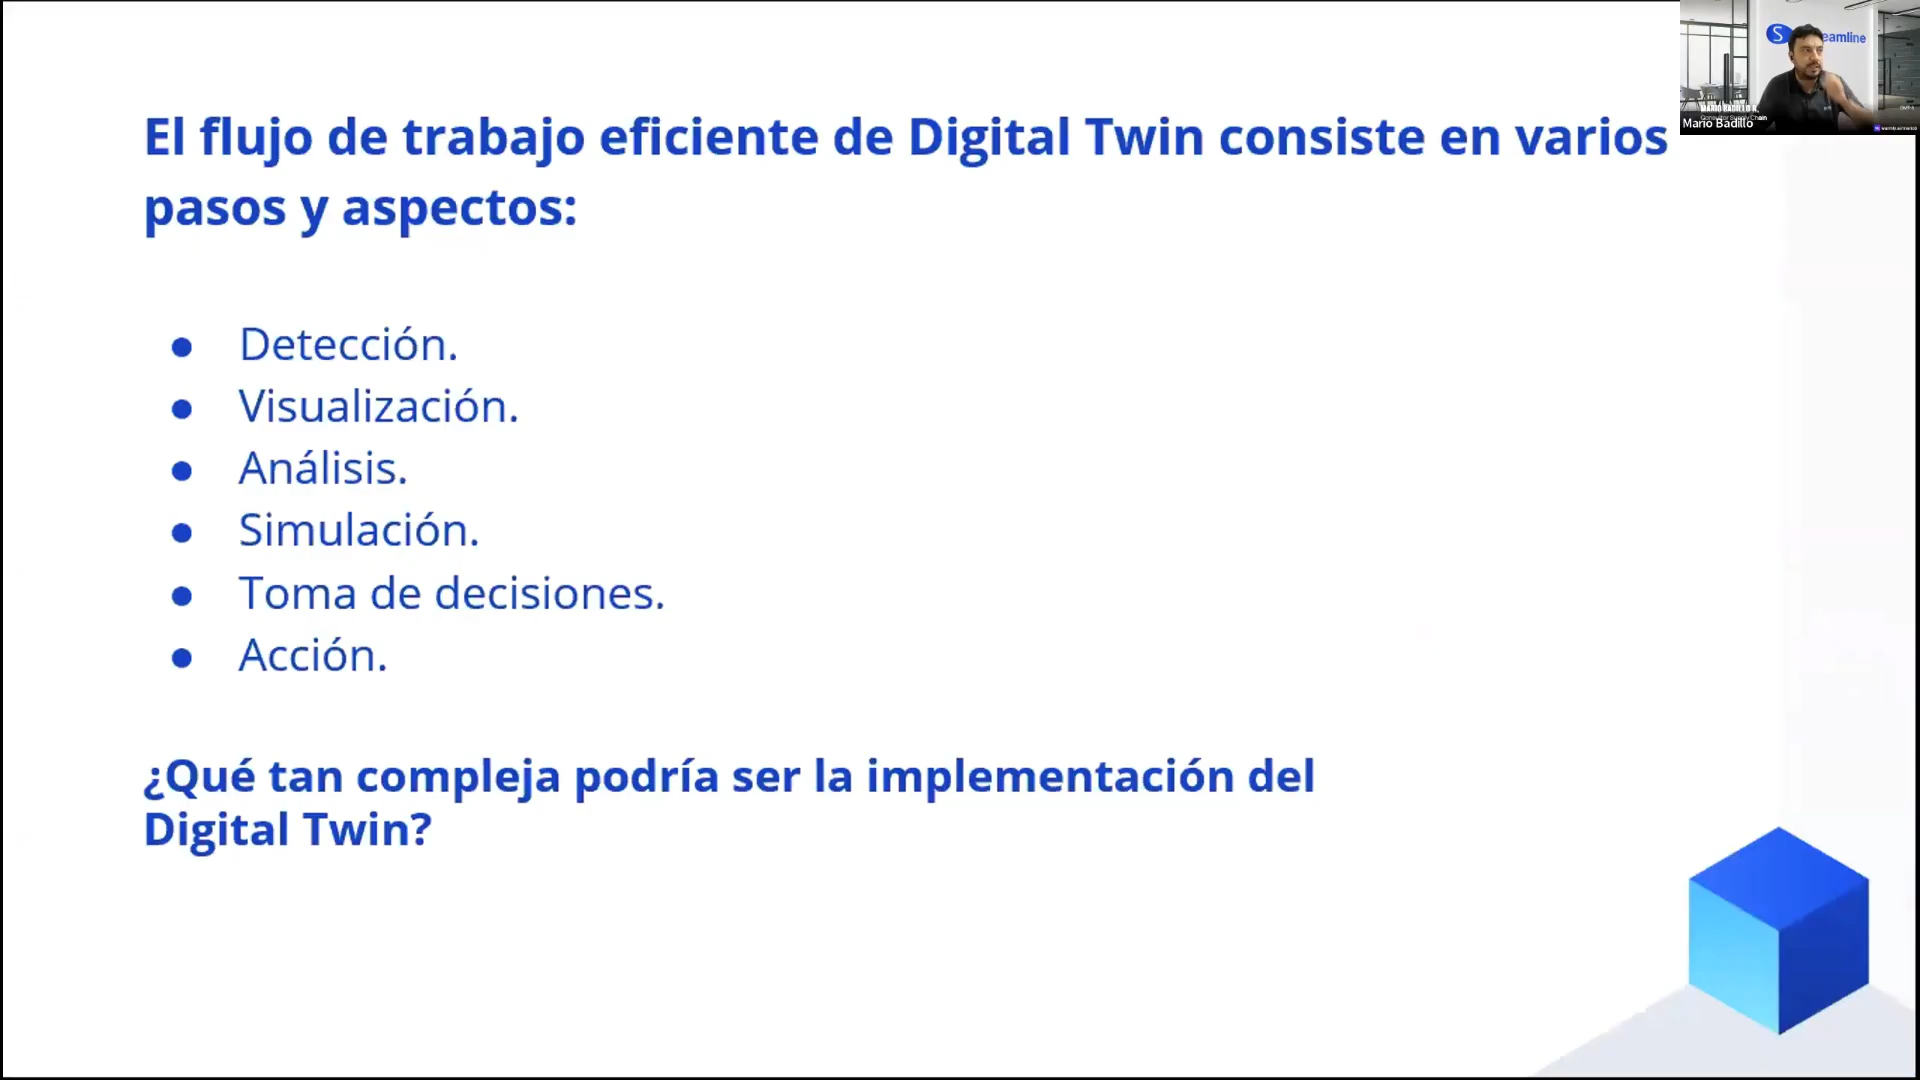 S eamline
Mario Badillo
El flujo de trabajo eficiente de Digital Twin consiste en varios
pasos y aspectos:
● Detección.
● Visualización.
● Análisis.
● Simulación.
● Toma de decisiones.
● Acción.
¿Qué tan compleja podría ser la implementación del
Digital Twin?